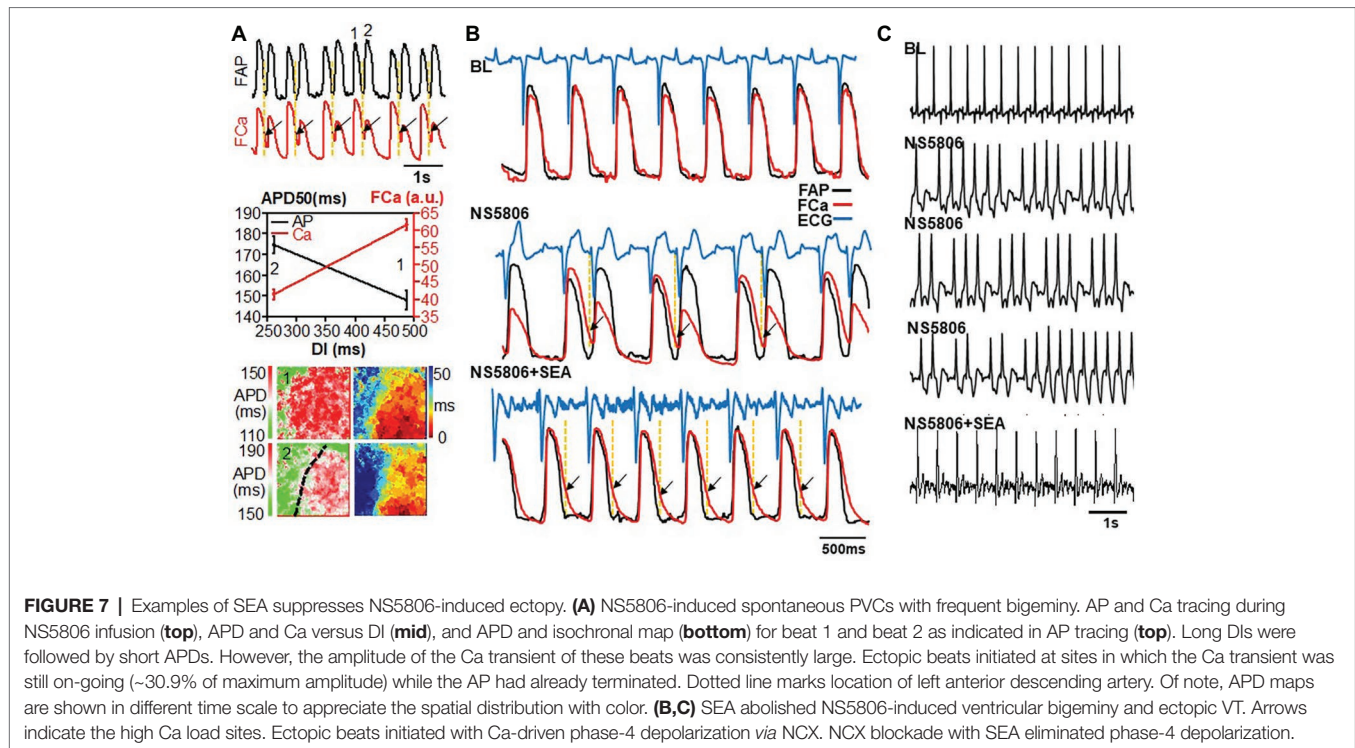 A
1 2
FAP
FCa
1s
APD50(ms) FCa (a.u.)
190
180
170
160
150
140
130
AP
Ca
2
1
65
60
55
50
45
40
35
250 300 350 400 450 500
DI (ms)
150
APD
(ms)
110
1
50
ms
0
190
APD
(ms)
150
2
B
BL
NS5806
FAP
FCa
ECG
NS5806+SEA
500ms
C
BL
NS5806
NS5806
NS5806
NS5806+SEA
1s
FIGURE 7 | Examples of SEA suppresses NS5806-induced ectopy. (A) NS5806-induced spontaneous PVCs with frequent bigeminy. AP and Ca tracing during
NS5806 infusion (top), APD and Ca versus DI (mid), and APD and isochronal map (bottom) for beat 1 and beat 2 as indicated in AP tracing (top). Long DIs were
followed by short APDs. However, the amplitude of the Ca transient of these beats was consistently large. Ectopic beats initiated at sites in which the Ca transient was
still on-going (~30.9% of maximum amplitude) while the AP had already terminated. Dotted line marks location of left anterior descending artery. Of note, APD maps
are shown in different time scale to appreciate the spatial distribution with color. (B,C) SEA abolished NS5806-induced ventricular bigeminy and ectopic VT. Arrows
indicate the high Ca load sites. Ectopic beats initiated with Ca-driven phase-4 depolarization via NCX. NCX blockade with SEA eliminated phase-4 depolarization.